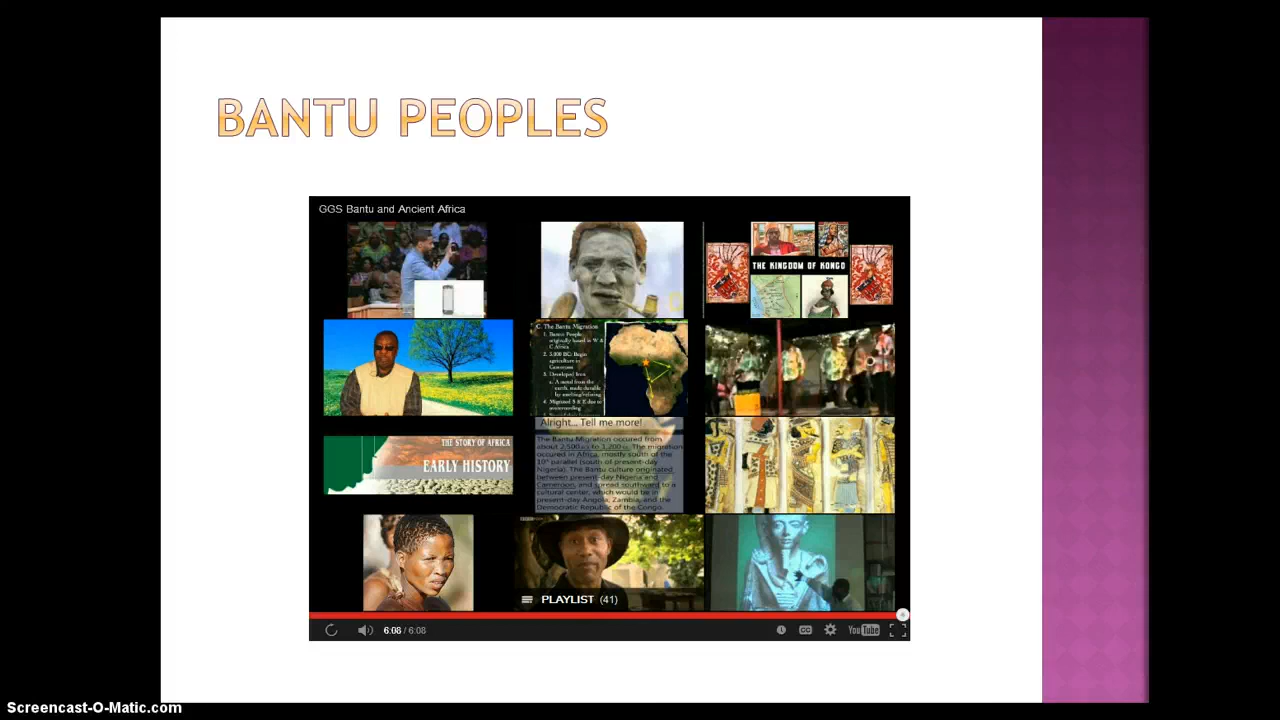 BANTU PEOPLES
GGS Bantu and Ancient Africa
THE KINGDOM OF KONGO
C. The Bantu Migration
1. Bantu People
originally based in W &
C Africa
2. 3,000 BC: Begin
agriculture in
Cameroon
3. Developed Iron
a. A metal from the
earth, made durable
by smelting/refining
4. Migrated S & E due to
overcrowding
Alright... Tell me more!
The Bantu Migration occured from
about 2,500 to 1,200. The migration
occured in Africa, mostly south of the
10th parallel (south of present-day
Nigeria). The Bantu culture originated
between present-day Nigeria and
Cameroon, and spread southward to a
cultural center, which would be in
present-day Angola, Zambia, and the
Democratic Republic of the Congo.
THE STORY OF AFRICA
EARLY HISTORY
PLAYLIST (41)
6:08 / 6:08
CC
YouTube
Screencast-O-Matic.com